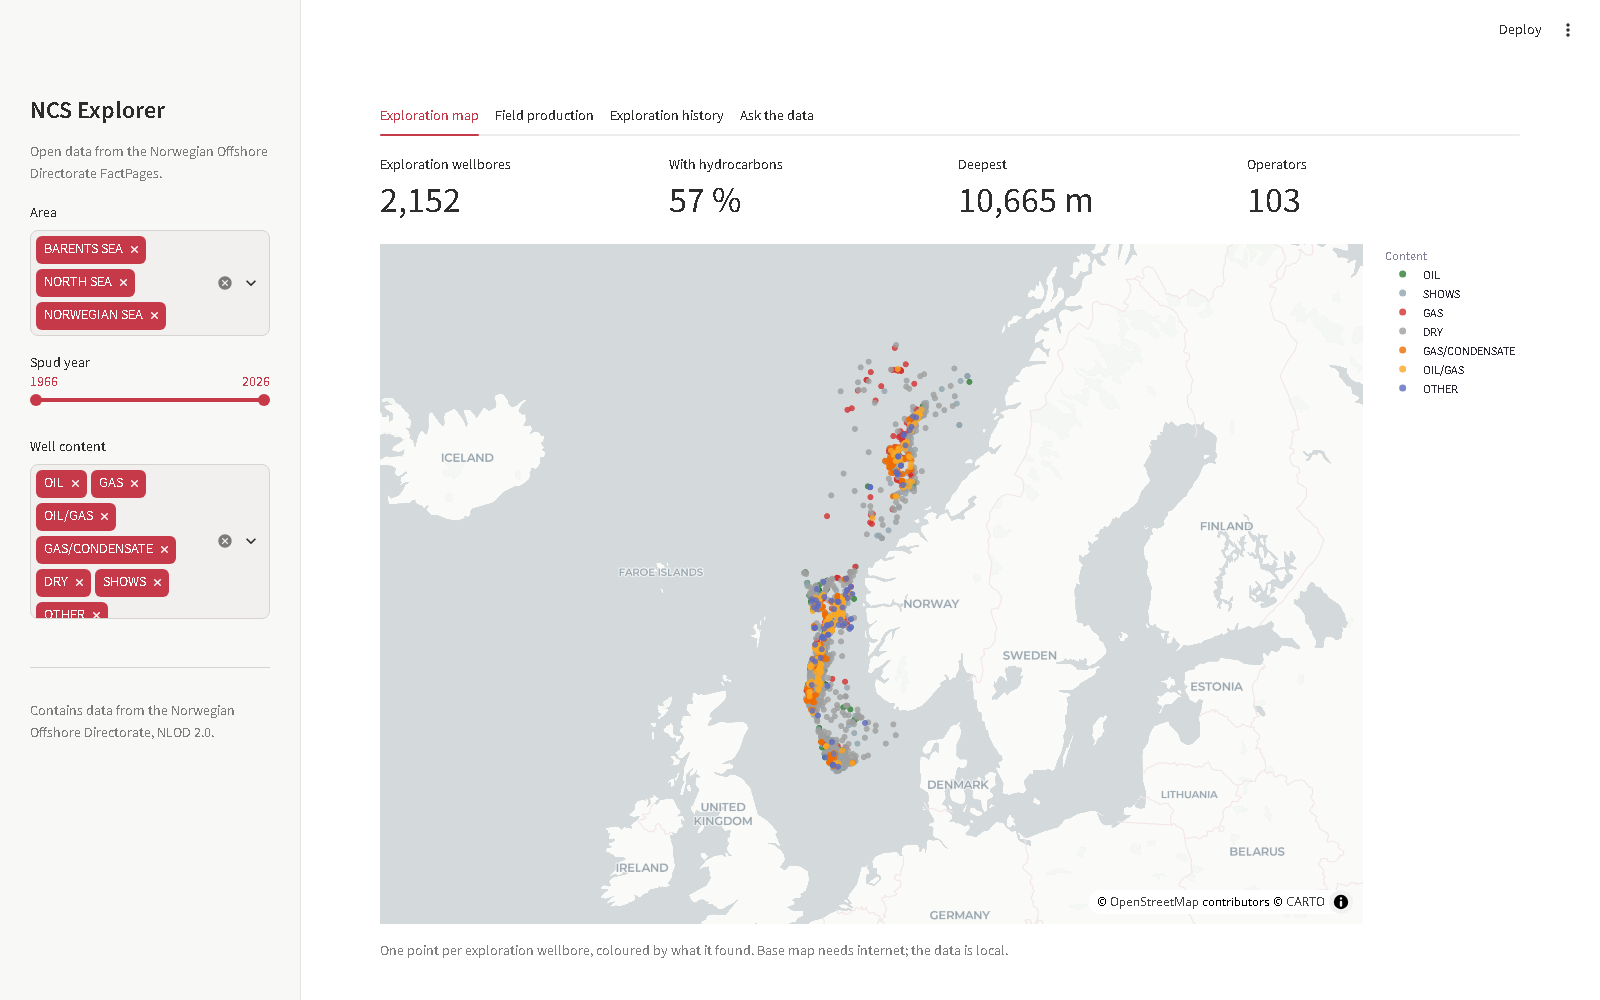 Deploy
NCS Explorer
Open data from the Norwegian Offshore
Directorate FactPages.
Area
BARENTS SEA
NORTH SEA
NORWEGIAN SEA
Spud year
1966 2026
Well content
OIL GAS
OIL/GAS
GAS/CONDENSATE
DRY SHOWS
OTHER
Contains data from the Norwegian
Offshore Directorate, NLOD 2.0.
Exploration map Field production Exploration history Ask the data
Exploration wellbores With hydrocarbons Deepest Operators
2,152 57 % 10,665 m 103
ICELAND
FAROE ISLANDS
FINLAND
NORWAY
SWEDEN
ESTONIA
DENMARK
LITHUANIA
UNITED
KINGDOM
IRELAND
BELARUS
GERMANY
© OpenStreetMap contributors © CARTO
Content
OIL
SHOWS
GAS
DRY
GAS/CONDENSATE
OIL/GAS
OTHER
One point per exploration wellbore, coloured by what it found. Base map needs internet; the data is local.